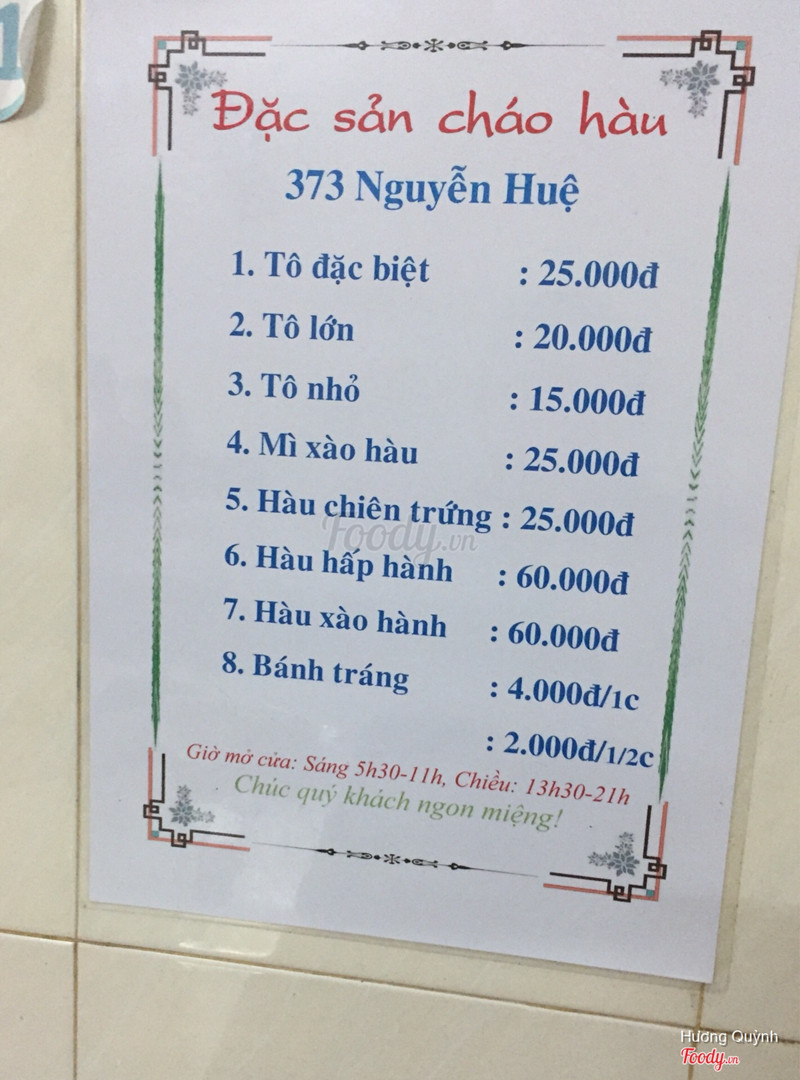 1
Đặc sản cháo hàu
373 Nguyễn Huệ
1. Tô đặc biệt : 25.000đ
2. Tô lớn : 20.000đ
3. Tô nhỏ : 15.000đ
4. Mì xào hàu : 25.000đ
5. Hàu chiên trứng : 25.000đ
6. Hàu hấp hành : 60.000đ
7. Hàu xào hành : 60.000đ
8. Bánh tráng : 4.000đ/1c
: 2.000đ/1/2c
Giờ mở cửa: Sáng 5h30-11h, Chiều: 13h30-21h
Chúc quý khách ngon miệng!
Foody.vn
Hương Quỳnh
Foody.vn